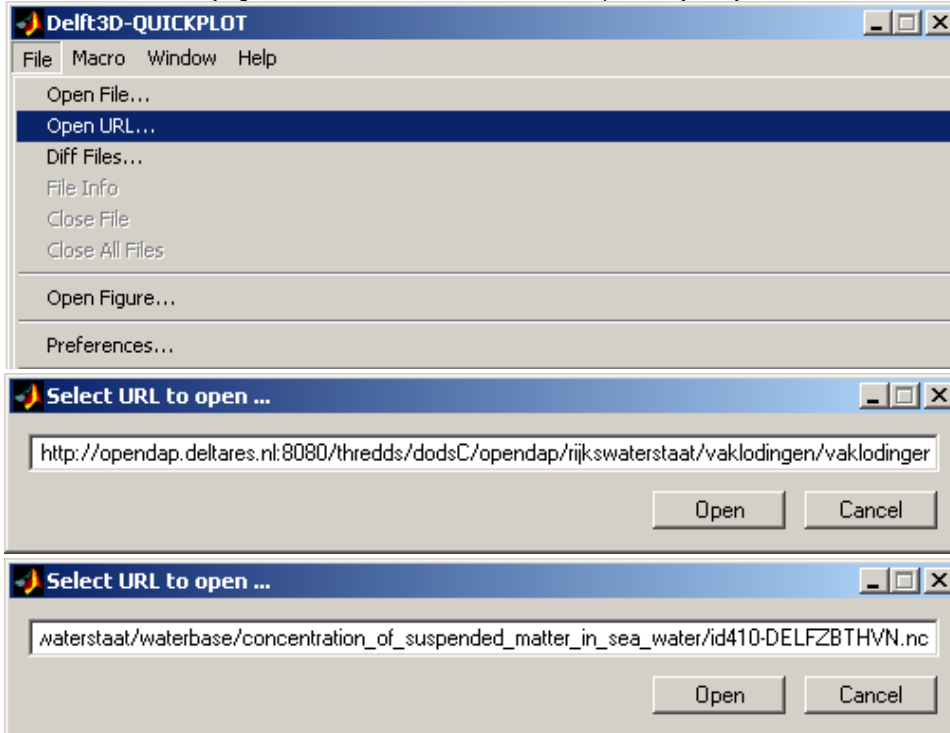 Delft3D-QUICKPLOT
File Macro Window Help
Open File...
Open URL...
Diff Files...
File Info
Close File
Close All Files
Open Figure...
Preferences...
Select URL to open ...
http://opendap.deltares.nl:8080/thredds/dodsC/opendap/rijkswaterstaat/vaklodingen/vaklodinger
Open Cancel
Select URL to open ...
waterstaat/waterbase/concentration_of_suspended_matter_in_sea_water/id410-DELFZBTHVN.nc
Open Cancel